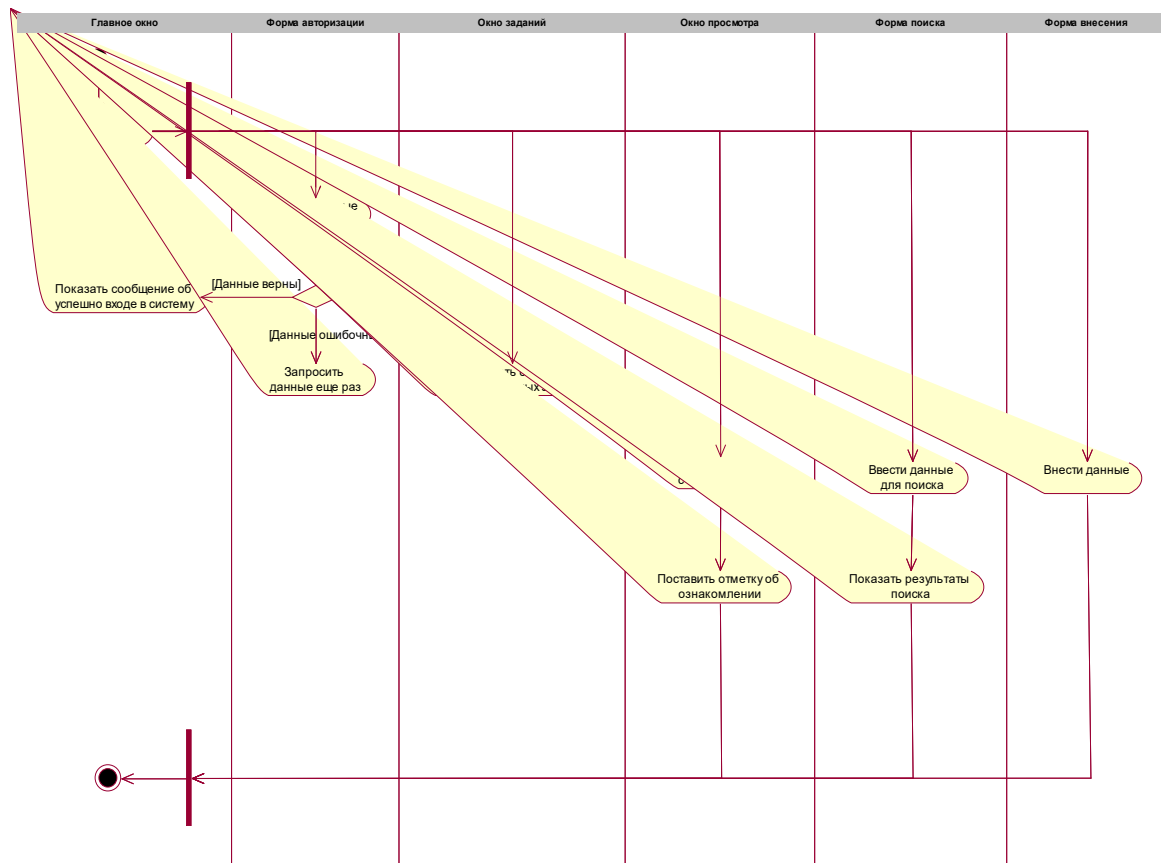 Главное окно
Форма авторизации
Окно заданий
Окно просмотра
Форма поиска
Форма внесения
Показать сообщение об
успешно входе в систему
[Данные верны]
[Данные
Запросить
данные еще раз
Ввести данные
для поиска
Внести данные
Поставить отметку об
ознакомлении
Показать результаты
поиска